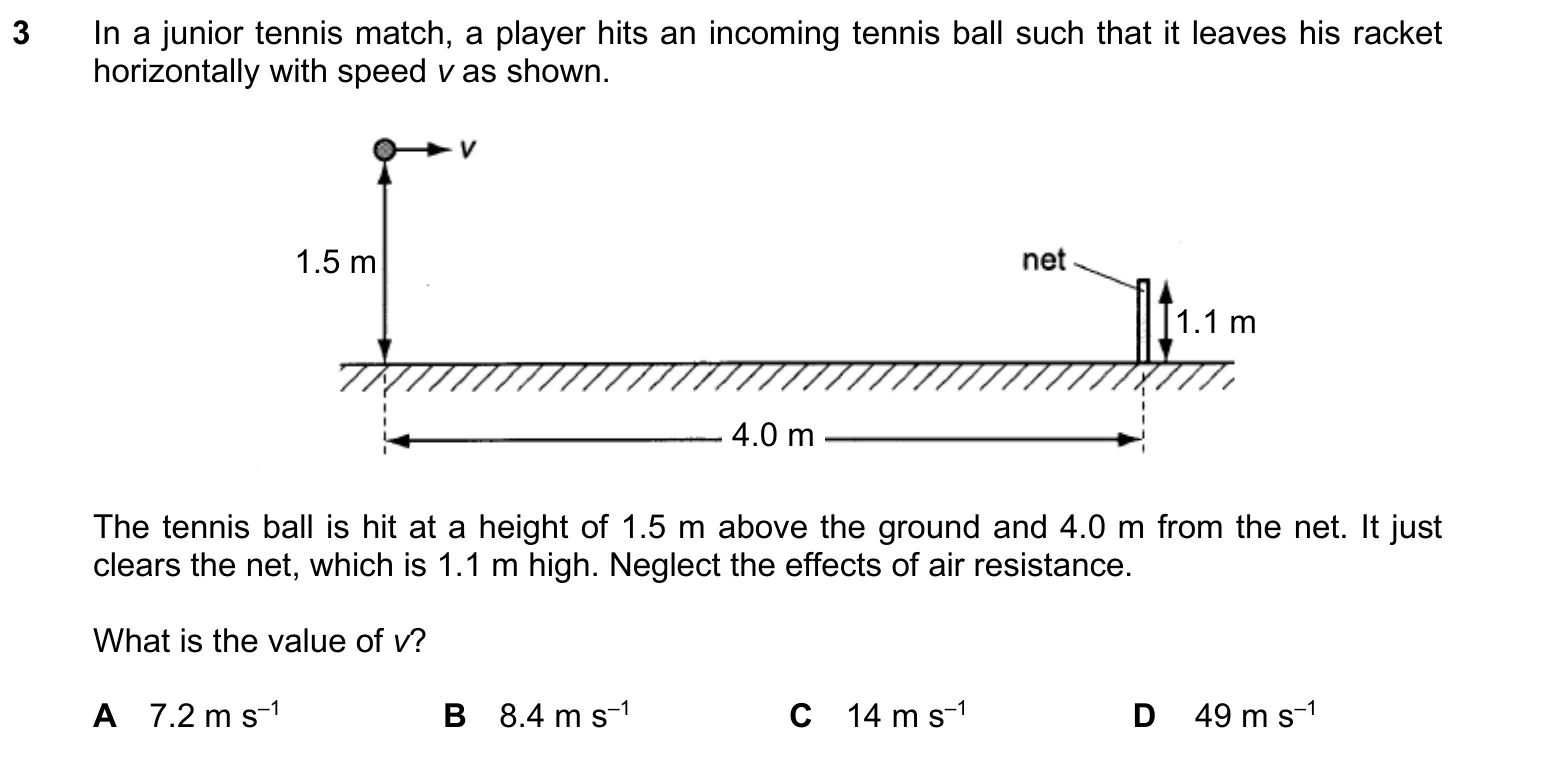 3 In a junior tennis match, a player hits an incoming tennis ball such that it leaves his racket
horizontally with speed v as shown.
v
1.5 m
net
1.1 m
4.0 m
The tennis ball is hit at a height of 1.5 m above the ground and 4.0 m from the net. It just
clears the net, which is 1.1 m high. Neglect the effects of air resistance.
What is the value of v?
A 7.2 m s⁻¹ B 8.4 m s⁻¹ C 14 m s⁻¹ D 49 m s⁻¹